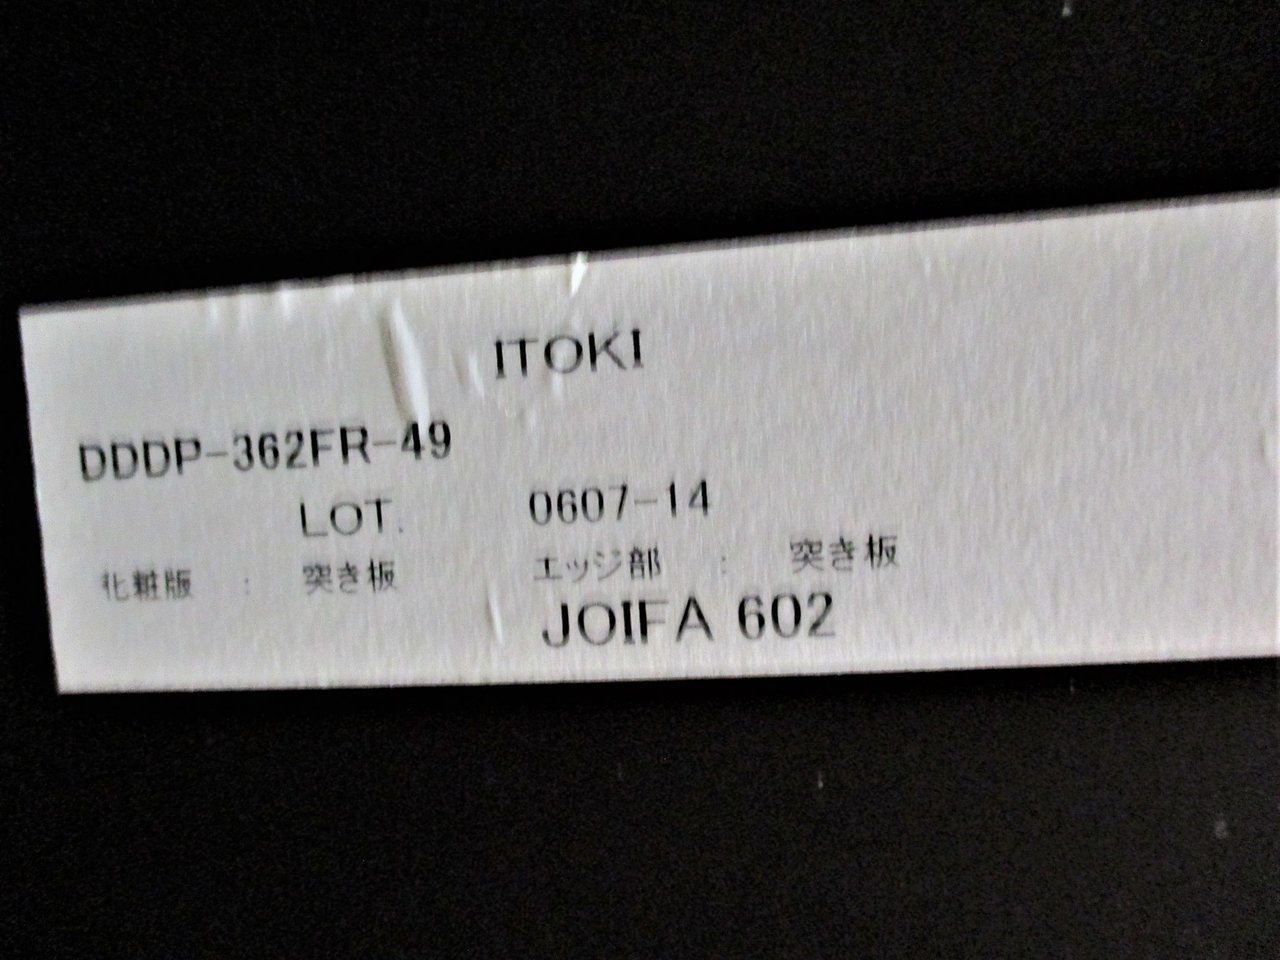 ITOKI
DDDP-362FR-49
LOT. 0607-14
化粧版 : 突き板 エッジ部 : 突き板
JOIFA 602